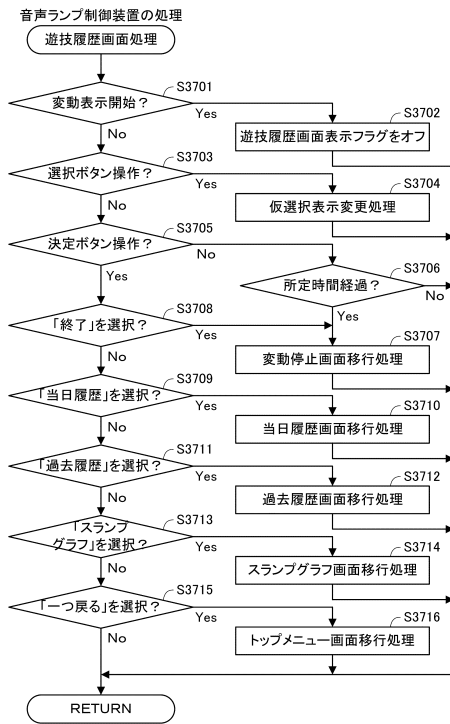 音声ランプ制御装置の処理
遊技履歴画面処理
S3701
変動表示開始？
Yes
No
S3702
遊技履歴画面表示フラグをオフ
S3703
選択ボタン操作？
Yes
No
S3704
仮選択表示変更処理
S3705
決定ボタン操作？
No
Yes
S3706
所定時間経過？
No
Yes
S3708
「終了」を選択？
Yes
No
S3707
変動停止画面移行処理
S3709
「当日履歴」を選択？
Yes
No
S3710
当日履歴画面移行処理
S3711
「過去履歴」を選択？
Yes
No
S3712
過去履歴画面移行処理
S3713
「スランプ
グラフ」を選択？
Yes
No
S3714
スランプグラフ画面移行処理
S3715
「一つ戻る」を選択？
Yes
No
S3716
トップメニュー画面移行処理
RETURN